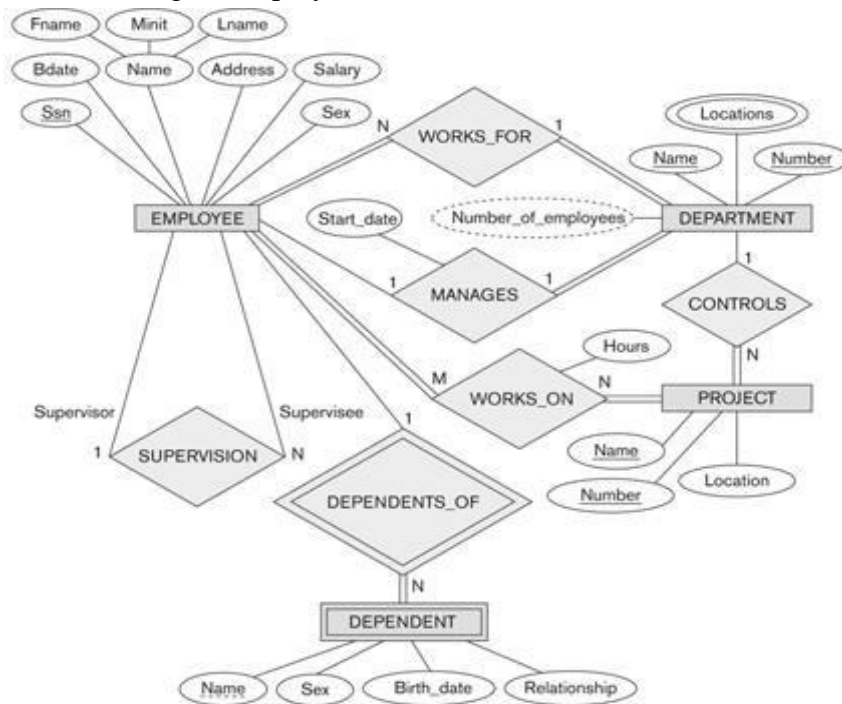 Fname Minit Lname
Bdate Name Address Salary
Ssn Sex
N WORKS_FOR 1
Locations
Name Number
EMPLOYEE Start_date Number_of_employees DEPARTMENT
1 MANAGES 1
1
CONTROLS
N
Hours
M WORKS_ON N PROJECT
Supervisor Supervisee
1 SUPERVISION N
1
Name
Number Location
DEPENDENTS_OF
N
DEPENDENT
Name Sex Birth_date Relationship